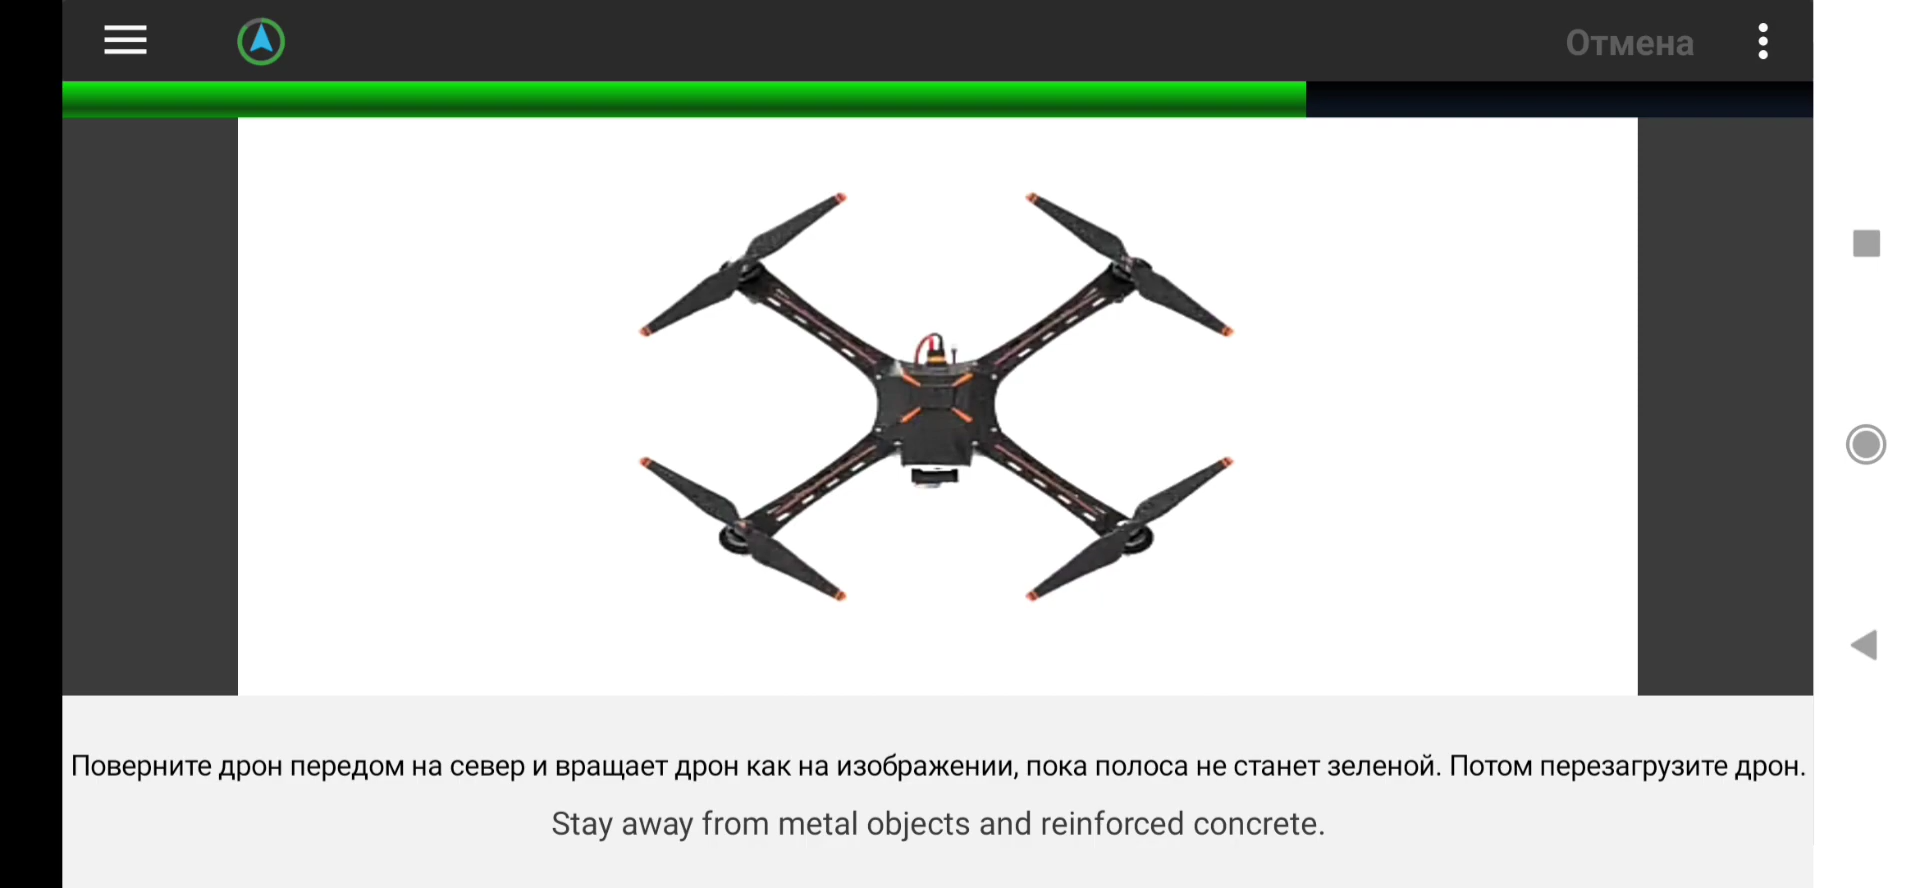 Отмена
Поверните дрон передом на север и вращает дрон как на изображении, пока полоса не станет зеленой. Потом перезагрузите дрон.
Stay away from metal objects and reinforced concrete.